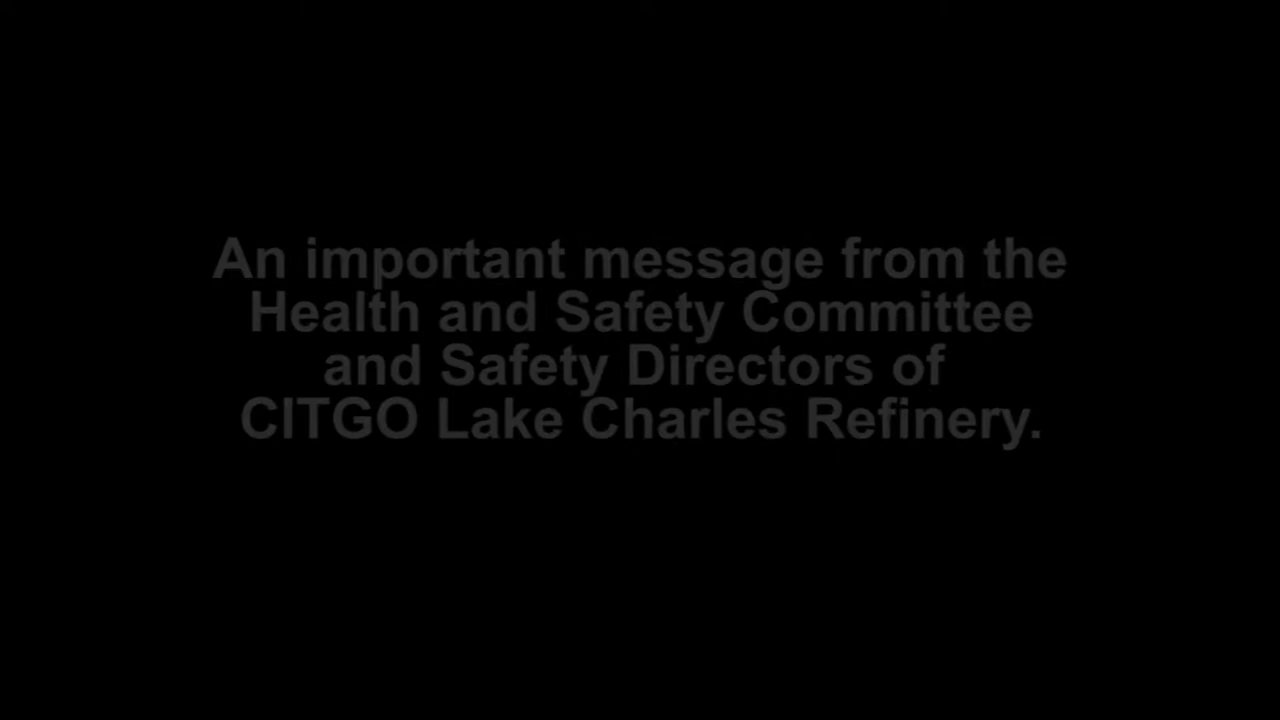 An important message from the
Health and Safety Committee
and Safety Directors of
CITGO Lake Charles Refinery.